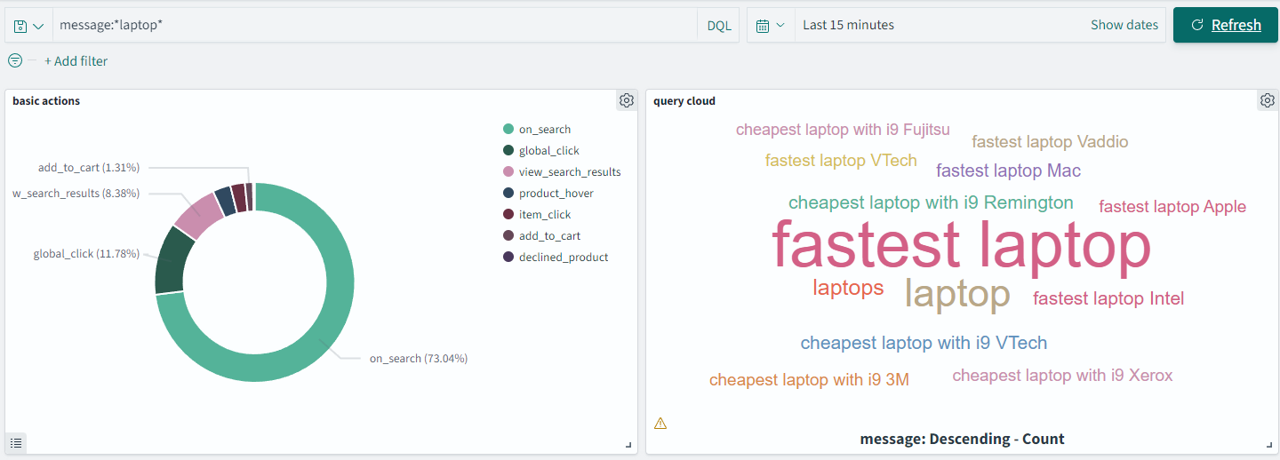 message:*laptop*
DQL
Last 15 minutes
Show dates
Refresh
+ Add filter
basic actions
add_to_cart (1.31%)
w_search_results (8.38%)
global_click (11.78%)
on_search (73.04%)
on_search
global_click
view_search_results
product_hover
item_click
add_to_cart
declined_product
query cloud
cheapest laptop with i9 Fujitsu
fastest laptop Vaddio
fastest laptop VTech
fastest laptop Mac
cheapest laptop with i9 Remington
fastest laptop Apple
fastest laptop
laptops
laptop
fastest laptop Intel
cheapest laptop with i9 VTech
cheapest laptop with i9 3M
cheapest laptop with i9 Xerox
message: Descending - Count